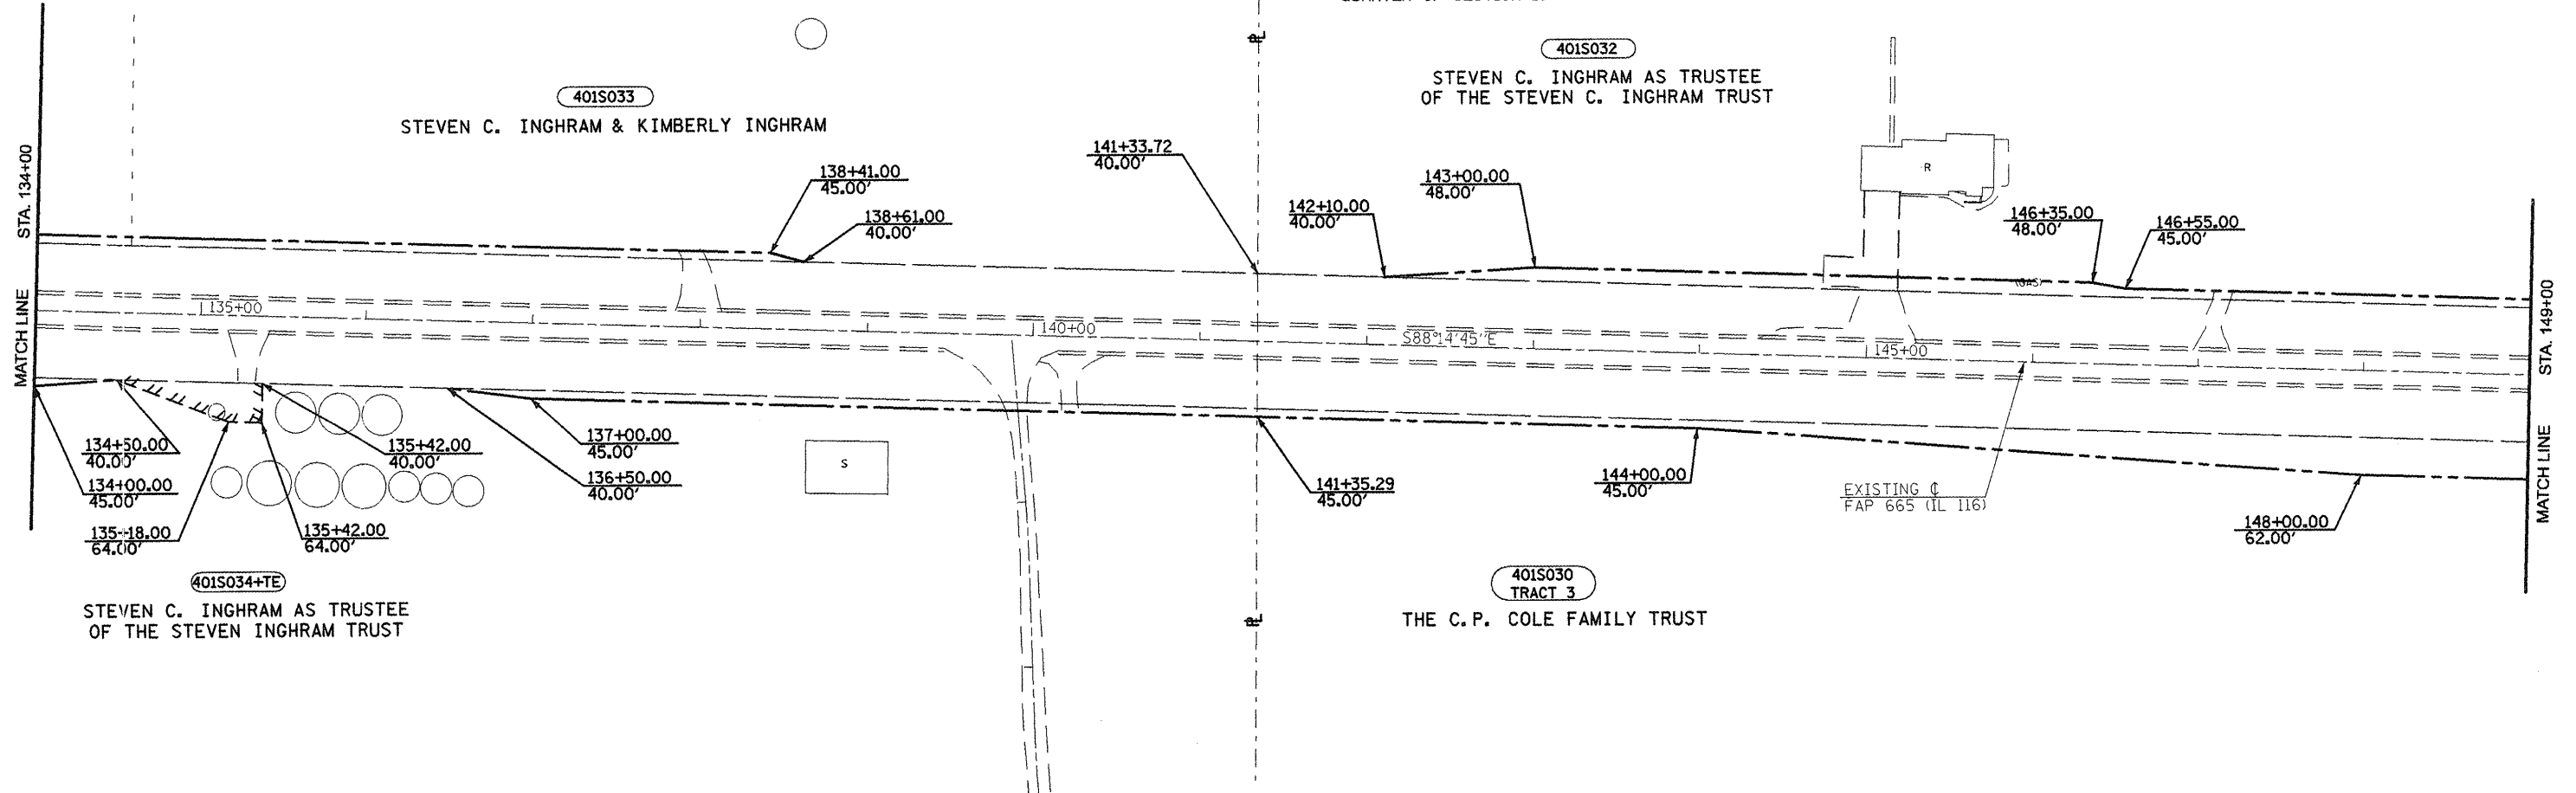 401S032
STEVEN C. INGHRAM AS TRUSTEE
OF THE STEVEN C. INGHRAM TRUST
401S033
STEVEN C. INGHRAM & KIMBERLY INGHRAM
STA. 134+00
MATCH LINE
138+41.00
45.00'
138+61.00
40.00'
141+33.72
40.00'
142+10.00
40.00'
143+00.00
48.00'
R
146+35.00
48.00'
146+55.00
45.00'
(GAS)
STA. 149+00
MATCH LINE
135+00
140+00
S88°14'45"E
145+00
134+50.00
40.00'
134+00.00
45.00'
135+18.00
64.00'
135+42.00
64.00'
135+42.00
40.00'
137+00.00
45.00'
136+50.00
40.00'
S
141+35.29
45.00'
144+00.00
45.00'
EXISTING ℄
FAP 665 (IL 116)
148+00.00
62.00'
401S034+TE
STEVEN C. INGHRAM AS TRUSTEE
OF THE STEVEN INGHRAM TRUST
401S030
TRACT 3
THE C.P. COLE FAMILY TRUST
PL
PL